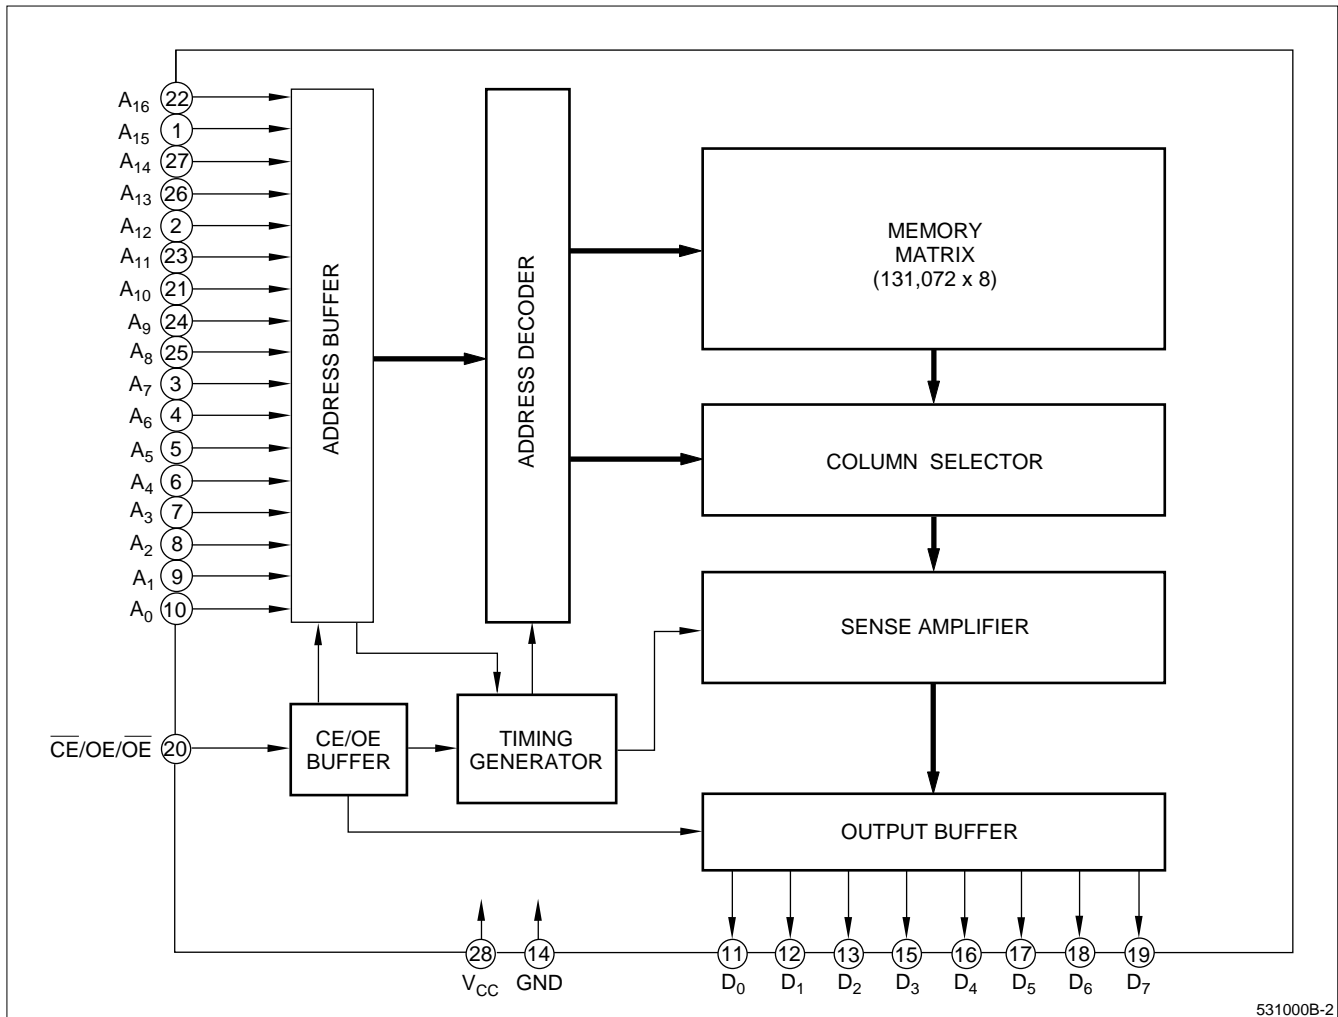 A16 22
A15 1
A14 27
A13 26
A12 2
A11 23
A10 21
A9 24
A8 25
A7 3
A6 4
A5 5
A4 6
A3 7
A2 8
A1 9
A0 10
ADDRESS BUFFER
ADDRESS DECODER
MEMORY
MATRIX
(131,072 x 8)
COLUMN SELECTOR
SENSE AMPLIFIER
C̅E̅/OE/O̅E̅ 20
CE/OE
BUFFER
TIMING
GENERATOR
OUTPUT BUFFER
28 14 11 12 13 15 16 17 18 19
VCC GND D0 D1 D2 D3 D4 D5 D6 D7
531000B-2